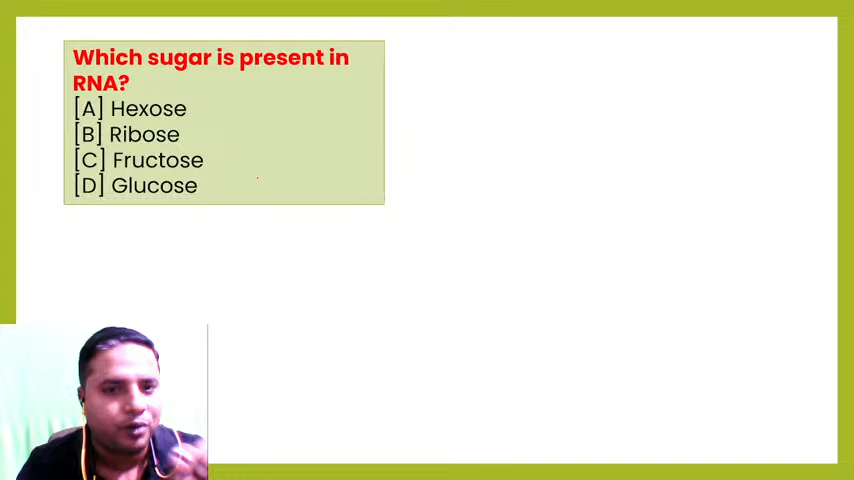 Which sugar is present in
RNA?
[A] Hexose
[B] Ribose
[C] Fructose
[D] Glucose